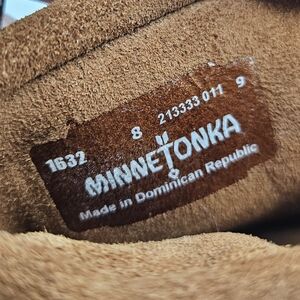 1632 8 213333 011 9
MINNETONKA
Made in Dominican Republic